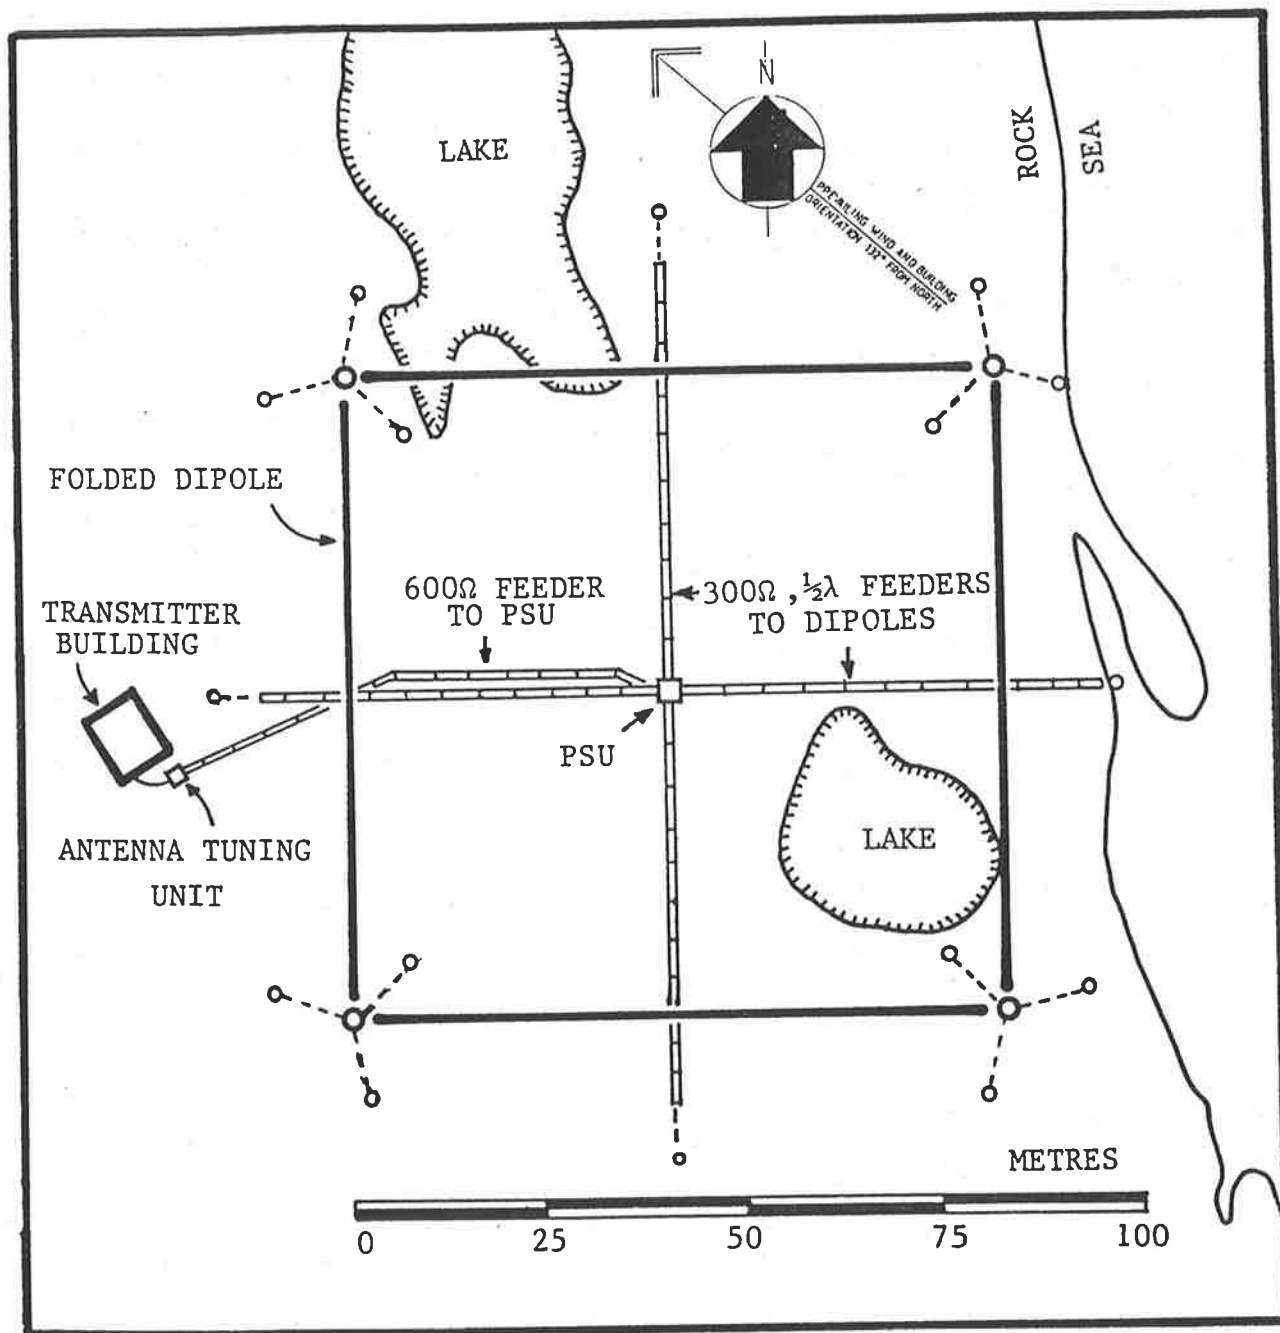 LAKE
N
ROCK
SEA
PREVAILING WIND AND BUILDING
ORIENTATION 132° FROM NORTH
FOLDED DIPOLE
600Ω FEEDER
TO PSU
300Ω, ½λ FEEDERS
TO DIPOLES
TRANSMITTER
BUILDING
PSU
LAKE
ANTENNA TUNING
UNIT
METRES
0 25 50 75 100